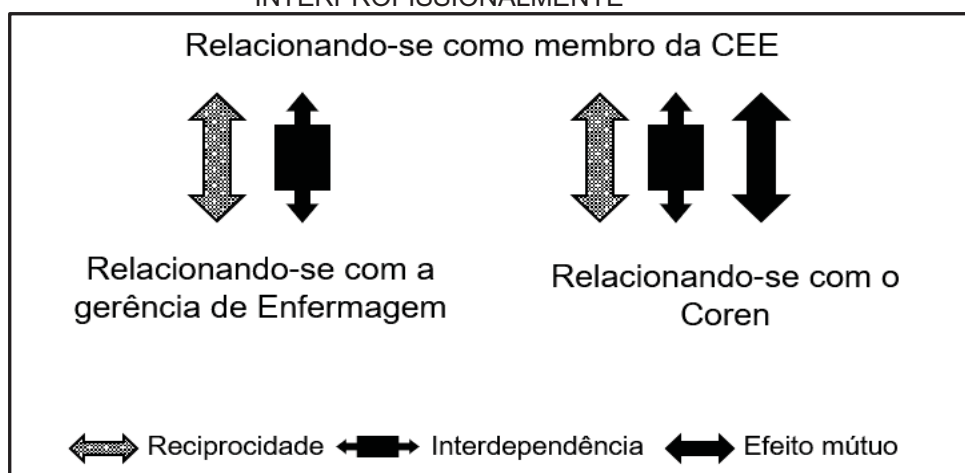 INTERPROFISSIONALMENTE
Relacionando-se como membro da CEE
Relacionando-se com a
gerência de Enfermagem
Relacionando-se com o
Coren
Reciprocidade
Interdependência
Efeito mútuo